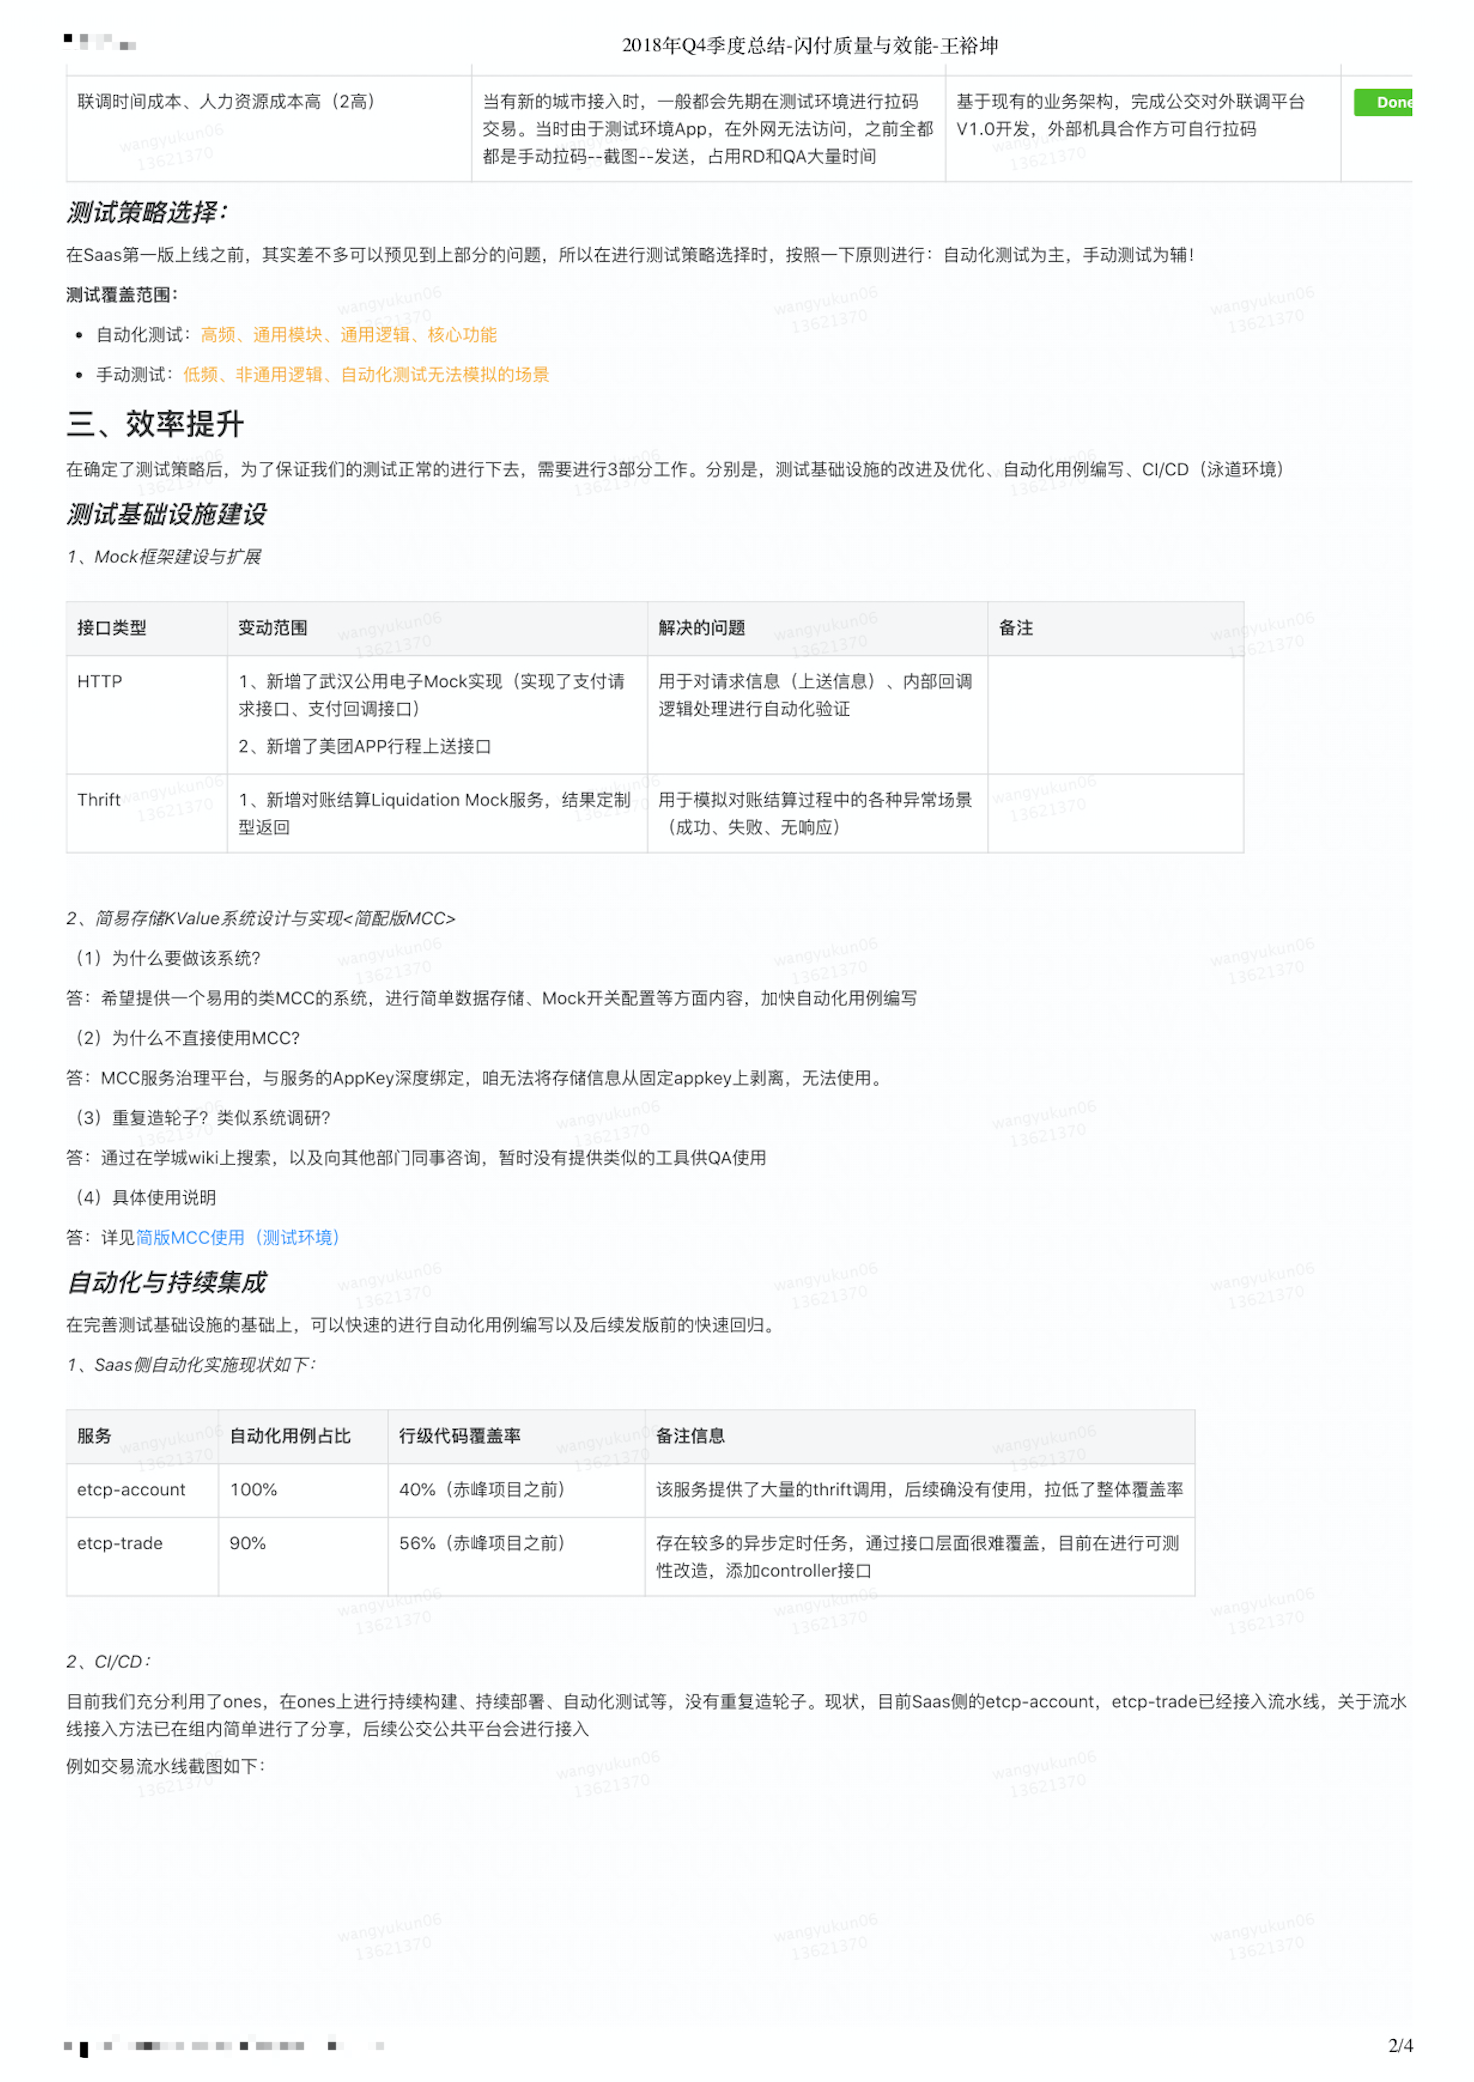 2018年Q4季度总结-闪付质量与效能-王裕坤
联调时间成本、人力资源成本高（2高）
当有新的城市接入时，一般都会先期在测试环境进行拉码
交易。当时由于测试环境App，在外网无法访问，之前全都
都是手动拉码--截图--发送，占用RD和QA大量时间
基于现有的业务架构，完成公交对外联调平台
V1.0开发，外部机具合作方可自行拉码
Done
测试策略选择：
在Saas第一版上线之前，其实差不多可以预见到上部分的问题，所以在进行测试策略选择时，按照一下原则进行：自动化测试为主，手动测试为辅！
测试覆盖范围：
• 自动化测试：高频、通用模块、通用逻辑、核心功能
• 手动测试：低频、非通用逻辑、自动化测试无法模拟的场景
三、效率提升
在确定了测试策略后，为了保证我们的测试正常的进行下去，需要进行3部分工作。分别是，测试基础设施的改进及优化、自动化用例编写、CI/CD（泳道环境）
测试基础设施建设
1、Mock框架建设与扩展
接口类型
变动范围
解决的问题
备注
HTTP
1、新增了武汉公用电子Mock实现（实现了支付请
求接口、支付回调接口）
2、新增了美团APP行程上送接口
用于对请求信息（上送信息）、内部回调
逻辑处理进行自动化验证
Thrift
1、新增对账结算Liquidation Mock服务，结果定制
型返回
用于模拟对账结算过程中的各种异常场景
（成功、失败、无响应）
2、简易存储KValue系统设计与实现<简配版MCC>
（1）为什么要做该系统?
答：希望提供一个易用的类MCC的系统，进行简单数据存储、Mock开关配置等方面内容，加快自动化用例编写
（2）为什么不直接使用MCC?
答：MCC服务治理平台，与服务的AppKey深度绑定，咱无法将存储信息从固定appkey上剥离，无法使用。
（3）重复造轮子？类似系统调研?
答：通过在学城wiki上搜索，以及向其他部门同事咨询，暂时没有提供类似的工具供QA使用
（4）具体使用说明
答：详见简版MCC使用（测试环境）
自动化与持续集成
在完善测试基础设施的基础上，可以快速的进行自动化用例编写以及后续发版前的快速回归。
1、Saas侧自动化实施现状如下：
服务
自动化用例占比
行级代码覆盖率
备注信息
etcp-account
100%
40%（赤峰项目之前）
该服务提供了大量的thrift调用，后续确没有使用，拉低了整体覆盖率
etcp-trade
90%
56%（赤峰项目之前）
存在较多的异步定时任务，通过接口层面很难覆盖，目前在进行可测
性改造，添加controller接口
2、CI/CD：
目前我们充分利用了ones，在ones上进行持续构建、持续部署、自动化测试等，没有重复造轮子。现状，目前Saas侧的etcp-account，etcp-trade已经接入流水线，关于流水
线接入方法已在组内简单进行了分享，后续公交公共平台会进行接入
例如交易流水线截图如下：
wangyukun06
13621370
2/4